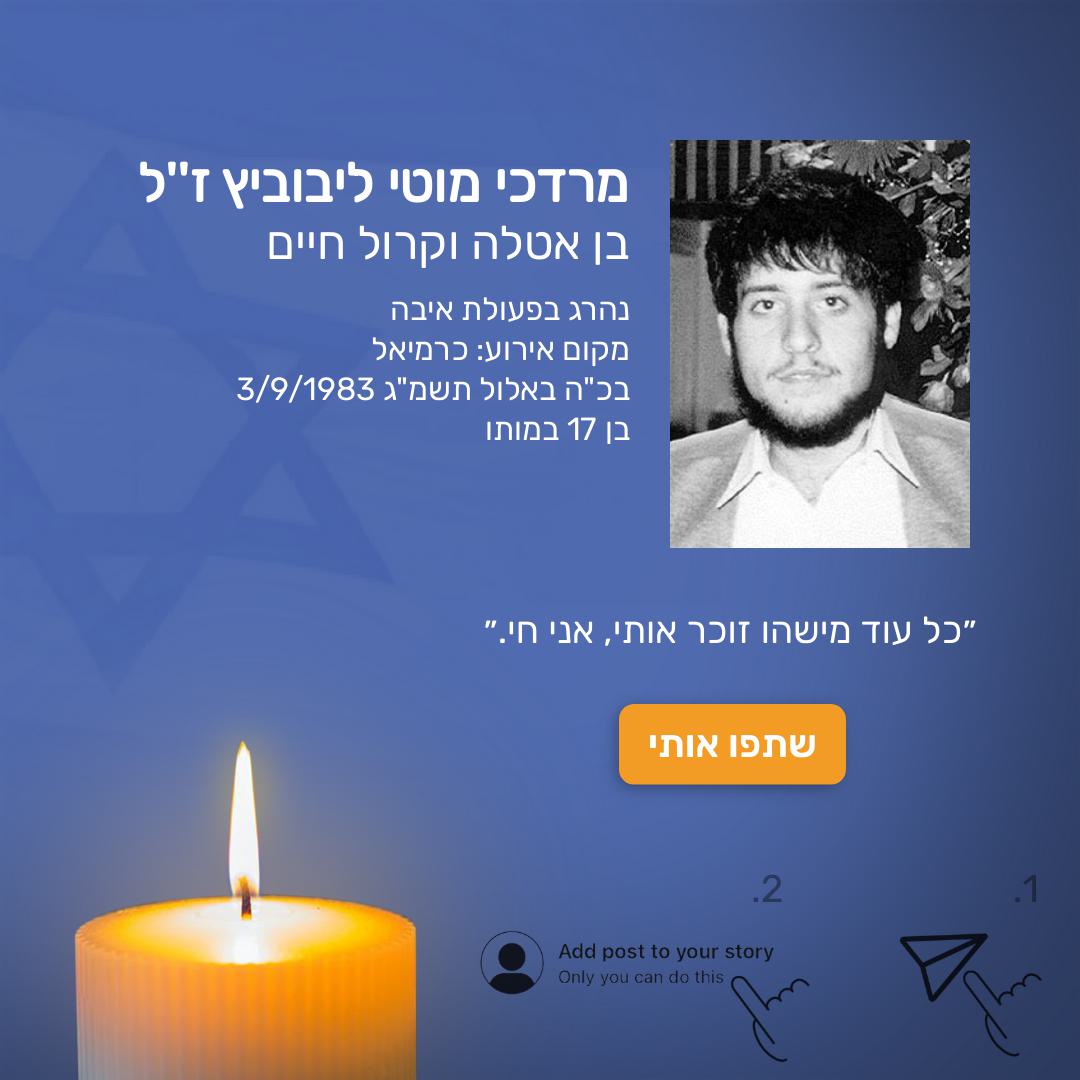 מרדכי מוטי ליבוביץ ז"ל
בן אטלה וקרול חיים
נהרג בפעולת איבה
מקום אירוע: כרמיאל
בכ"ה באלול תשמ"ג 3/9/1983
בן 17 במותו
״כל עוד מישהו זוכר אותי, אני חי.״
שתפו אותי
.1
.2
Add post to your story
Only you can do this